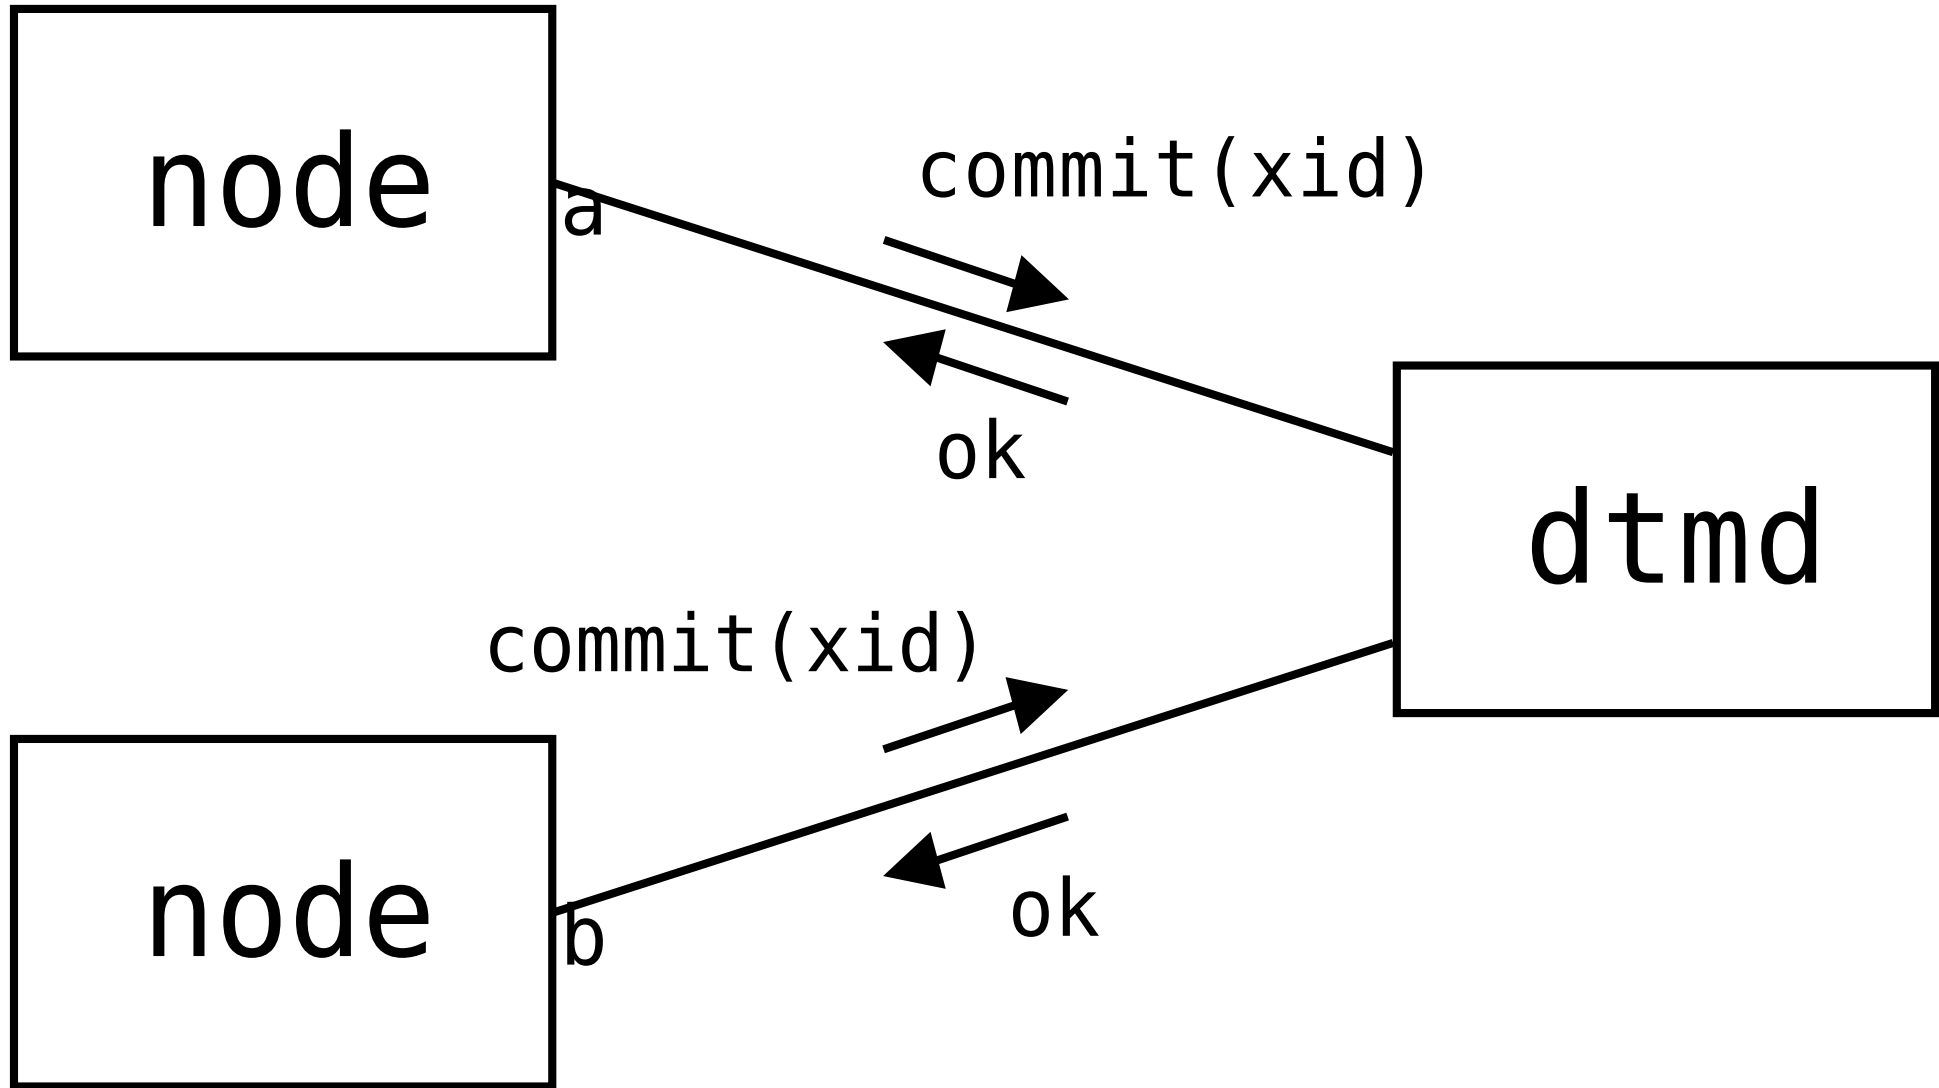 node
a
commit(xid)
ok
dtmd
commit(xid)
node
b
ok